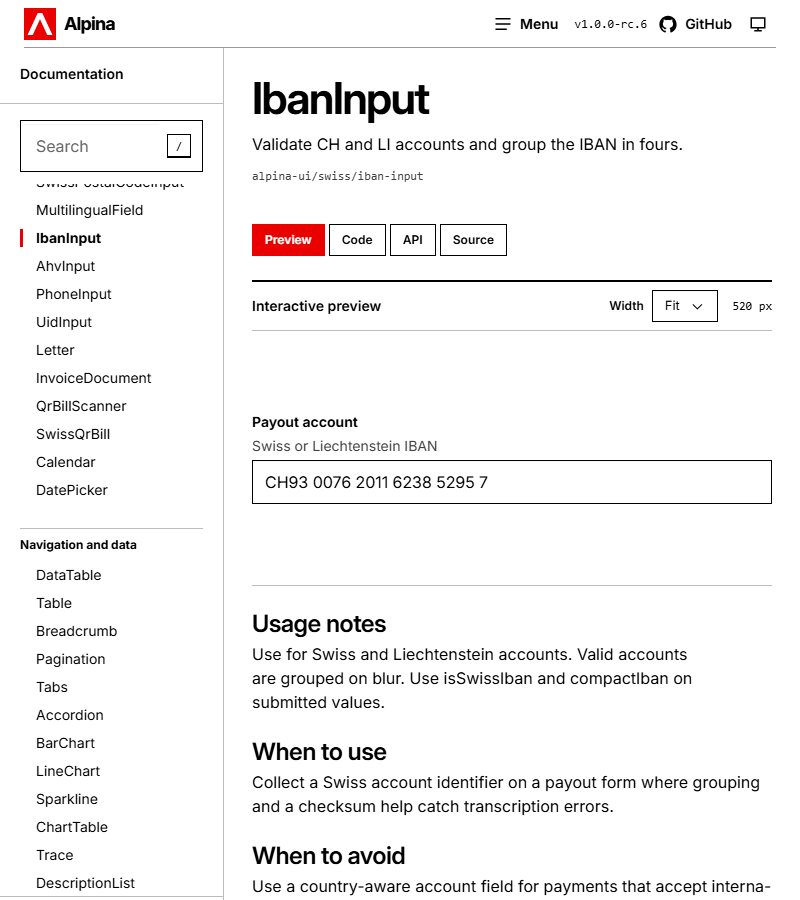 Alpina
Menu
v1.0.0-rc.6
GitHub
Documentation
Search
/
SwissPostalCodeInput
MultilingualField
IbanInput
AhvInput
PhoneInput
UidInput
Letter
InvoiceDocument
QrBillScanner
SwissQrBill
Calendar
DatePicker
Navigation and data
DataTable
Table
Breadcrumb
Pagination
Tabs
Accordion
BarChart
LineChart
Sparkline
ChartTable
Trace
DescriptionList
IbanInput
Validate CH and LI accounts and group the IBAN in fours.
alpina-ui/swiss/iban-input
Preview
Code
API
Source
Interactive preview
Width
Fit
520 px
Payout account
Swiss or Liechtenstein IBAN
CH93 0076 2011 6238 5295 7
Usage notes
Use for Swiss and Liechtenstein accounts. Valid accounts
are grouped on blur. Use isSwissIban and compactIban on
submitted values.
When to use
Collect a Swiss account identifier on a payout form where grouping
and a checksum help catch transcription errors.
When to avoid
Use a country-aware account field for payments that accept interna-